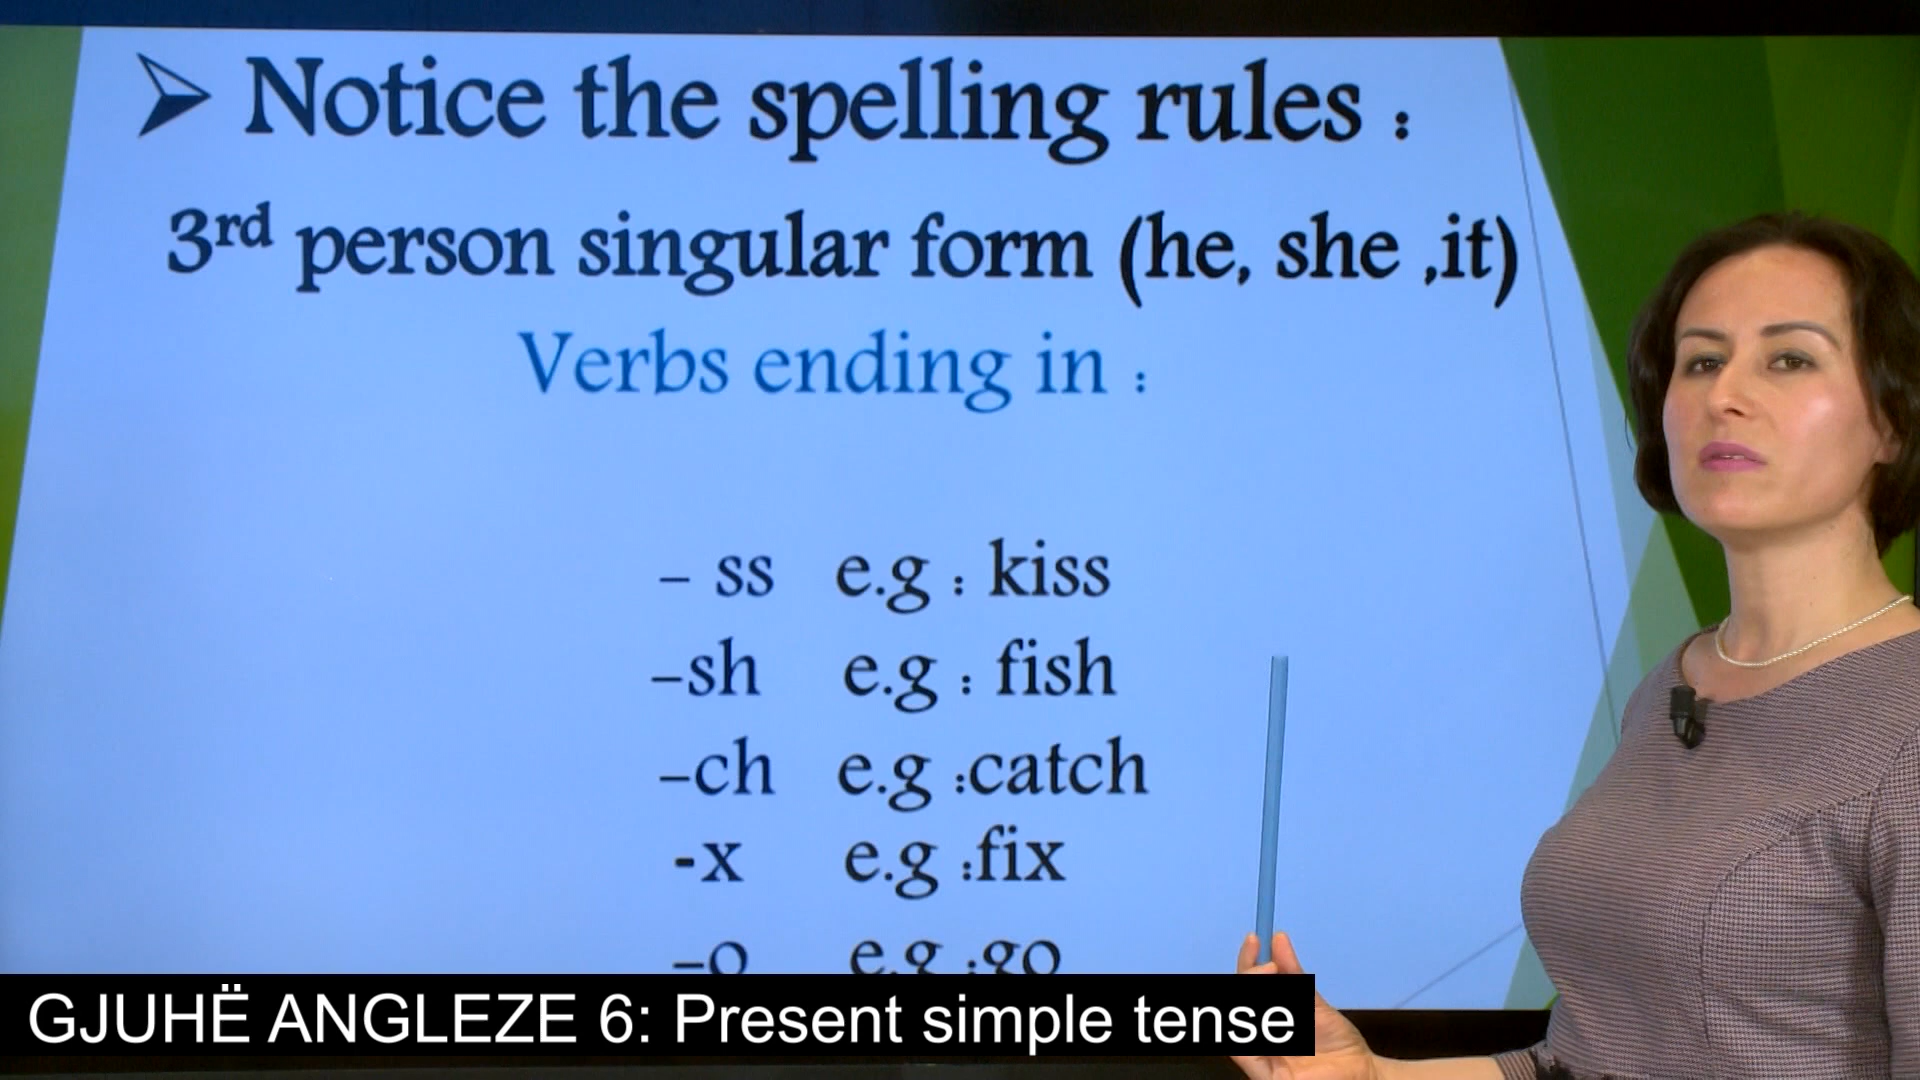 Notice the spelling rules :
3rd person singular form (he, she ,it)
Verbs ending in :
– ss e.g : kiss
–sh e.g : fish
–ch e.g :catch
-x e.g :fix
–o e.g :go
GJUHË ANGLEZE 6: Present simple tense